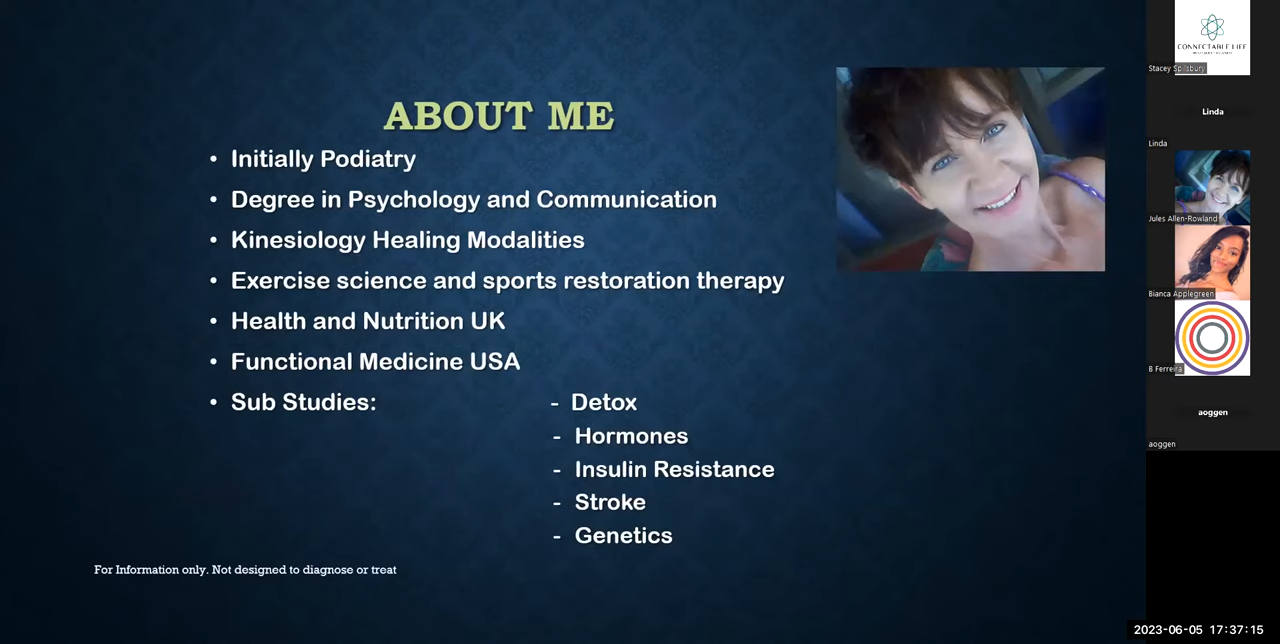 ABOUT ME
• Initially Podiatry
• Degree in Psychology and Communication
• Kinesiology Healing Modalities
• Exercise science and sports restoration therapy
• Health and Nutrition UK
• Functional Medicine USA
• Sub Studies: - Detox
- Hormones
- Insulin Resistance
- Stroke
- Genetics
For Information only. Not designed to diagnose or treat
CONNECTABLE LIFE
Stacey Spilsbury
Linda
Linda
Jules Allen-Rowland
Bianca Applegreen
B Ferreira
aoggen
aoggen
2023-06-05 17:37:15